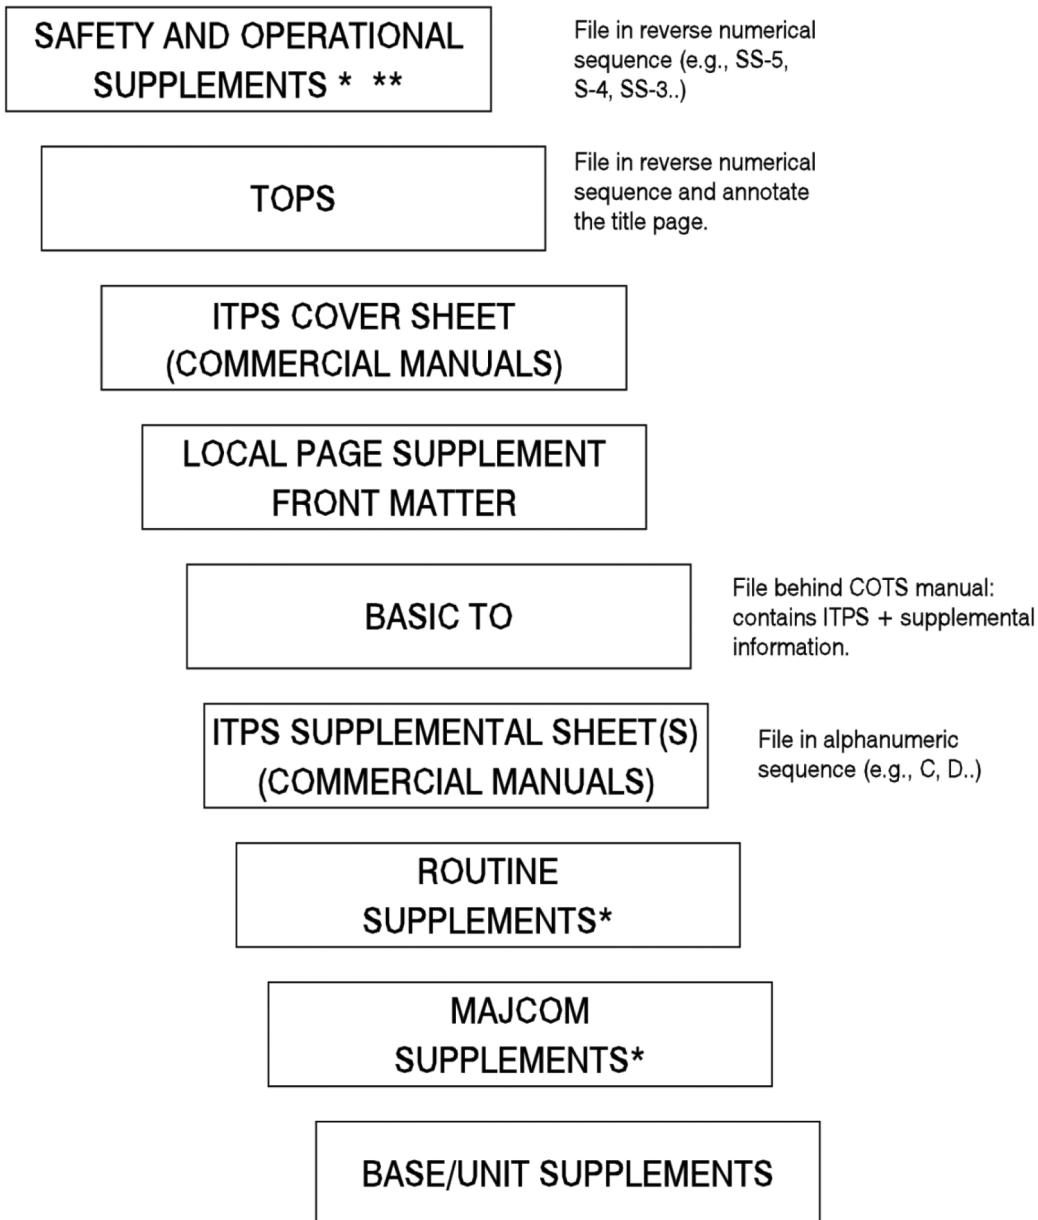 SAFETY AND OPERATIONAL
SUPPLEMENTS * **
File in reverse numerical
sequence (e.g., SS-5,
S-4, SS-3..)
TOPS
File in reverse numerical
sequence and annotate
the title page.
ITPS COVER SHEET
(COMMERCIAL MANUALS)
LOCAL PAGE SUPPLEMENT
FRONT MATTER
BASIC TO
File behind COTS manual:
contains ITPS + supplemental
information.
ITPS SUPPLEMENTAL SHEET(S)
(COMMERCIAL MANUALS)
File in alphanumeric
sequence (e.g., C, D..)
ROUTINE
SUPPLEMENTS*
MAJCOM
SUPPLEMENTS*
BASE/UNIT SUPPLEMENTS